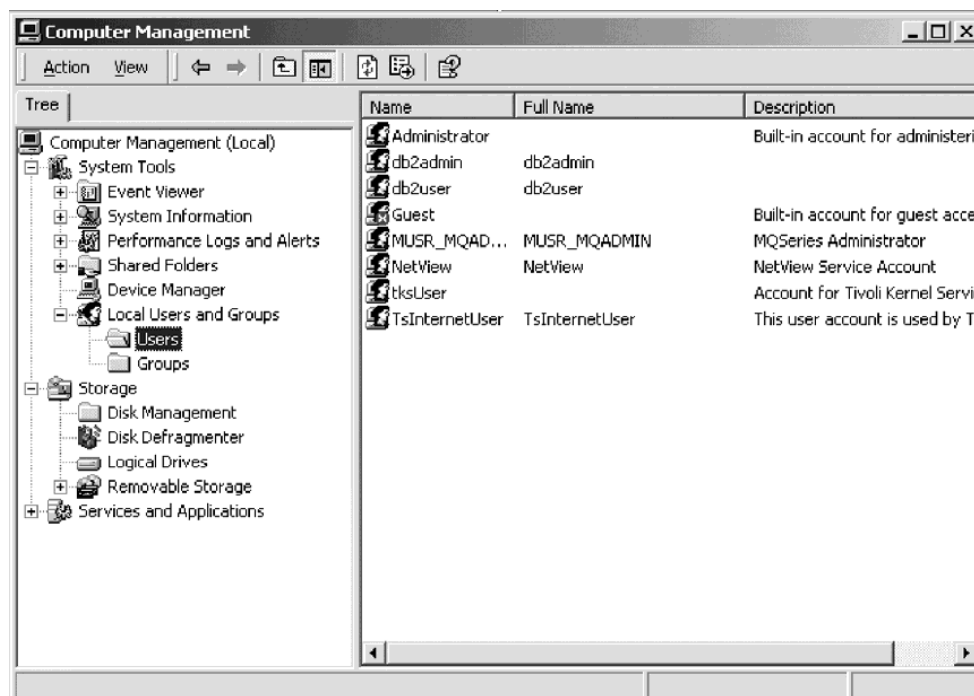 Computer Management
Action View
Tree
Computer Management (Local)
System Tools
Event Viewer
System Information
Performance Logs and Alerts
Shared Folders
Device Manager
Local Users and Groups
Users
Groups
Storage
Disk Management
Disk Defragmenter
Logical Drives
Removable Storage
Services and Applications
Name Full Name Description
Administrator Built-in account for administeri
db2admin db2admin
db2user db2user
Guest Built-in account for guest acce
MUSR_MQAD... MUSR_MQADMIN MQSeries Administrator
NetView NetView NetView Service Account
tksUser Account for Tivoli Kernel Servi
TsInternetUser TsInternetUser This user account is used by T